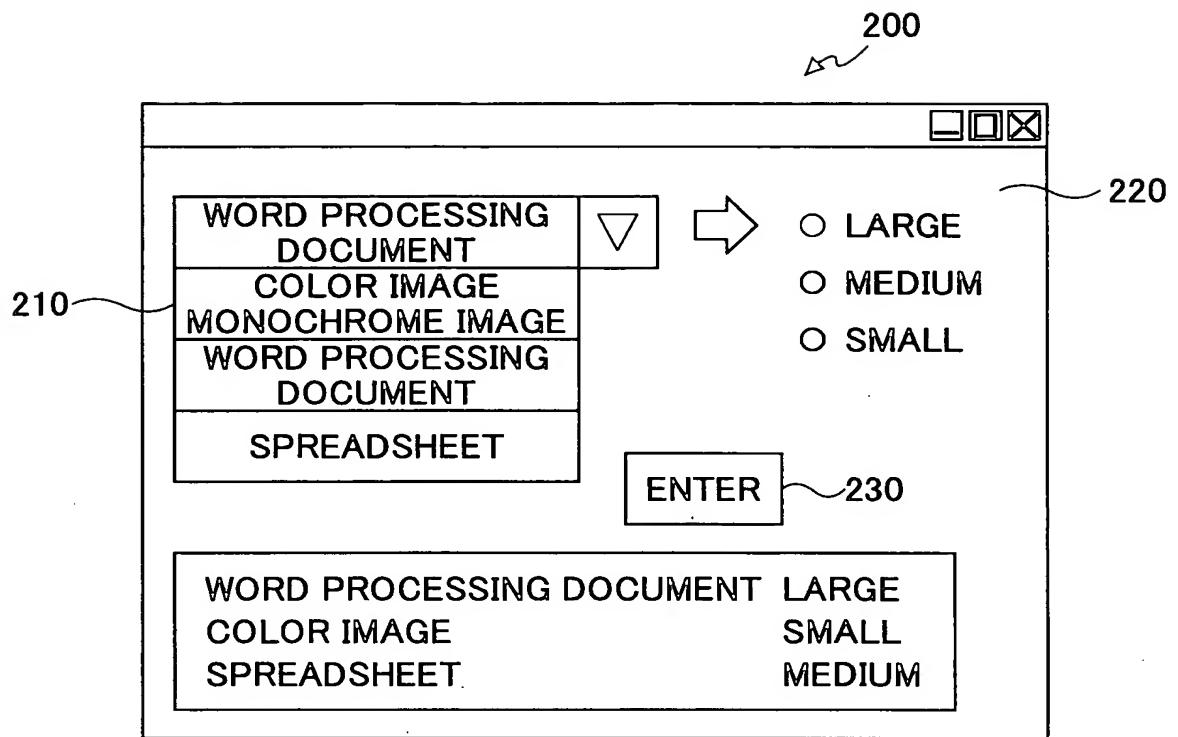 200
220
WORD PROCESSING
DOCUMENT
LARGE
MEDIUM
SMALL
210
COLOR IMAGE
MONOCHROME IMAGE
WORD PROCESSING
DOCUMENT
SPREADSHEET
ENTER
230
WORD PROCESSING DOCUMENT LARGE
COLOR IMAGE SMALL
SPREADSHEET MEDIUM